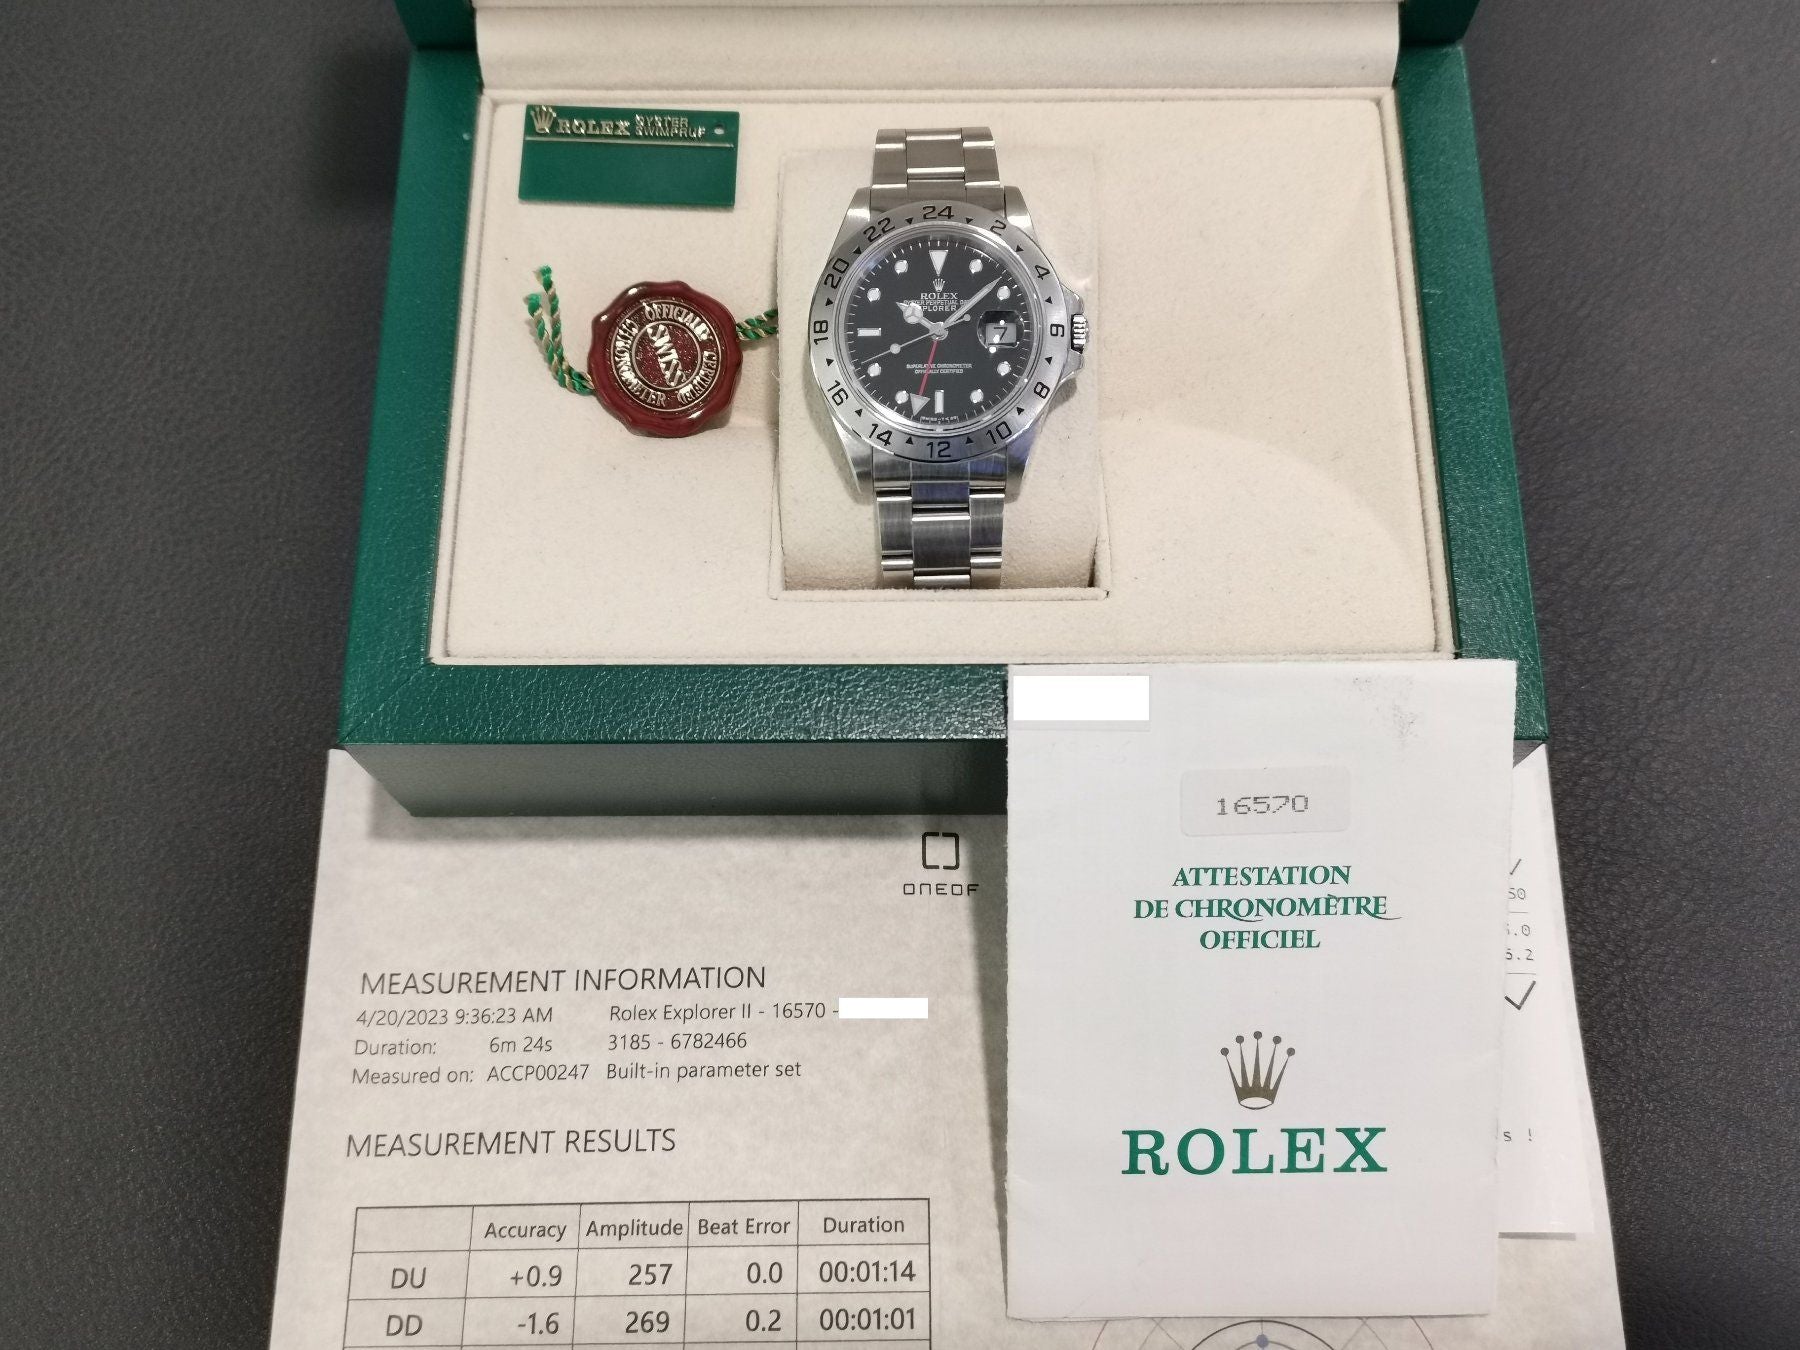 ROLEX OYSTER SWIMPRUF
OFFICIALLY CERTIFIED CHRONOMETER
SWISS
24
2
4
6
8
10
12
14
16
18
20
22
ROLEX
7
SUPERLATIVE CHRONOMETER
OFFICIALLY CERTIFIED
16570
ATTESTATION
DE CHRONOMÈTRE
OFFICIEL
ROLEX
ONEOF
MEASUREMENT INFORMATION
4/20/2023 9:36:23 AM Rolex Explorer II - 16570 -
Duration: 6m 24s 3185 - 6782466
Measured on: ACCP00247 Built-in parameter set
MEASUREMENT RESULTS
Accuracy Amplitude Beat Error Duration
DU +0.9 257 0.0 00:01:14
DD -1.6 269 0.2 00:01:01